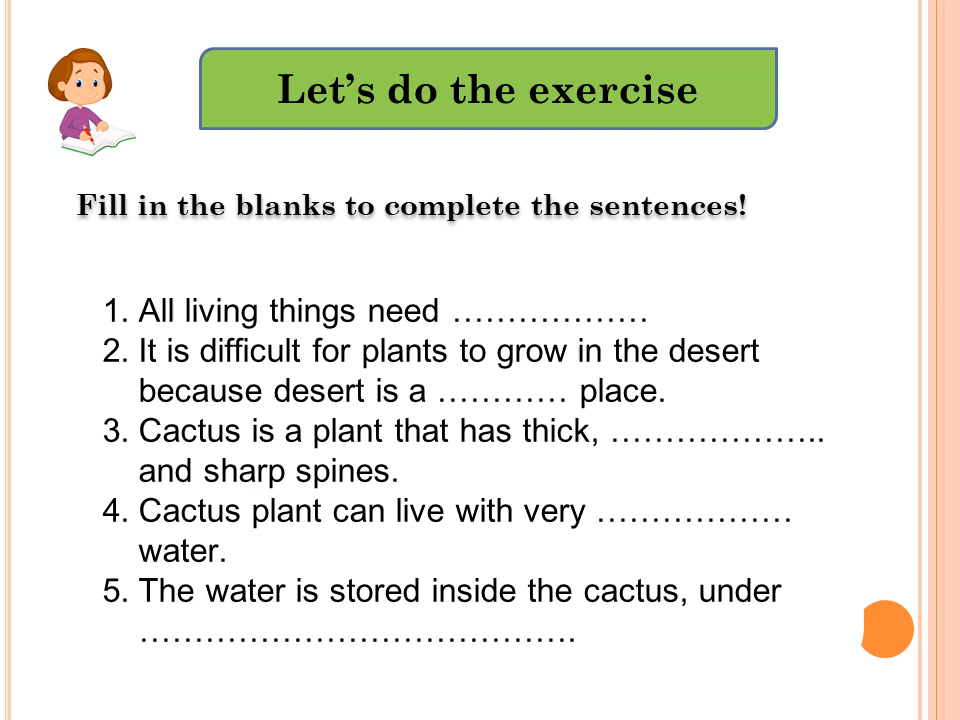 Let’s do the exercise
Fill in the blanks to complete the sentences!
1. All living things need ………………
2. It is difficult for plants to grow in the desert
because desert is a ………… place.
3. Cactus is a plant that has thick, ………………..
and sharp spines.
4. Cactus plant can live with very ………………
water.
5. The water is stored inside the cactus, under
………………………………….